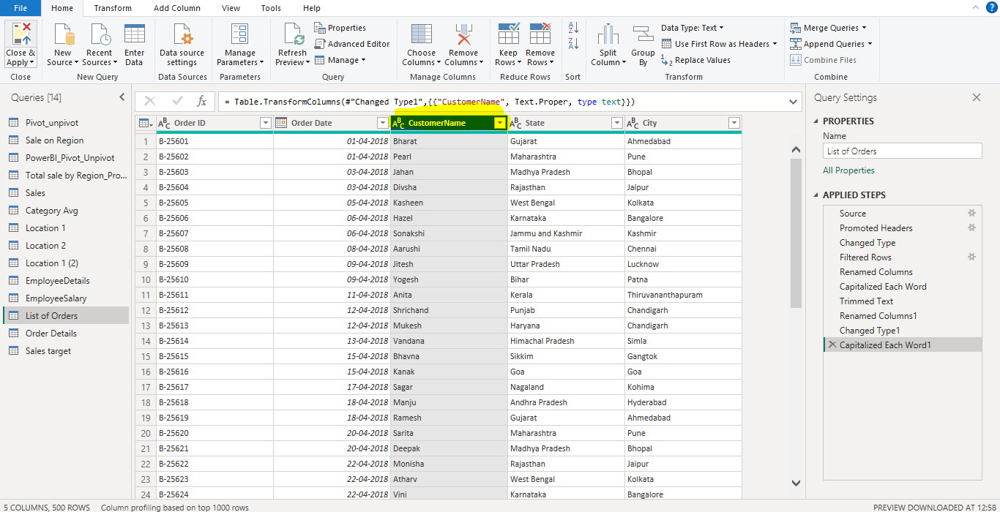 File Home Transform Add Column View Tools Help
Close & Apply
New Source
Recent Sources
Enter Data
Data source settings
Manage Parameters
Refresh Preview
Properties
Advanced Editor
Manage
Choose Columns
Remove Columns
Keep Rows
Remove Rows
Split Column
Group By
Data Type: Text
Use First Row as Headers
Replace Values
Merge Queries
Append Queries
Combine Files
Close New Query Data Sources Parameters Query Manage Columns Reduce Rows Sort Transform Combine
Queries [14]
Pivot_unpivot
Sale on Region
PowerBI_Pivot_Unpivot
Total sale by Region_Pro...
Sales
Category Avg
Location 1
Location 2
Location 1 (2)
EmployeeDetails
EmployeeSalary
List of Orders
Order Details
Sales target
fx = Table.TransformColumns(#"Changed Type1",{{"CustomerName", Text.Proper, type text}})
ABC Order ID Order Date ABC CustomerName ABC State ABC City
1 B-25601 01-04-2018 Bharat Gujarat Ahmedabad
2 B-25602 01-04-2018 Pearl Maharashtra Pune
3 B-25603 03-04-2018 Jahan Madhya Pradesh Bhopal
4 B-25604 03-04-2018 Divsha Rajasthan Jaipur
5 B-25605 05-04-2018 Kasheen West Bengal Kolkata
6 B-25606 06-04-2018 Hazel Karnataka Bangalore
7 B-25607 06-04-2018 Sonakshi Jammu and Kashmir Kashmir
8 B-25608 08-04-2018 Aarushi Tamil Nadu Chennai
9 B-25609 09-04-2018 Jitesh Uttar Pradesh Lucknow
10 B-25610 09-04-2018 Yogesh Bihar Patna
11 B-25611 11-04-2018 Anita Kerala Thiruvananthapuram
12 B-25612 12-04-2018 Shrichand Punjab Chandigarh
13 B-25613 12-04-2018 Mukesh Haryana Chandigarh
14 B-25614 13-04-2018 Vandana Himachal Pradesh Simla
15 B-25615 15-04-2018 Bhavna Sikkim Gangtok
16 B-25616 15-04-2018 Kanak Goa Goa
17 B-25617 17-04-2018 Sagar Nagaland Kohima
18 B-25618 18-04-2018 Manju Andhra Pradesh Hyderabad
19 B-25619 18-04-2018 Ramesh Gujarat Ahmedabad
20 B-25620 20-04-2018 Sarita Maharashtra Pune
21 B-25621 20-04-2018 Deepak Madhya Pradesh Bhopal
22 B-25622 22-04-2018 Monisha Rajasthan Jaipur
23 B-25623 22-04-2018 Atharv West Bengal Kolkata
24 B-25624 22-04-2018 Vini Karnataka Bangalore
Query Settings
PROPERTIES
Name
List of Orders
All Properties
APPLIED STEPS
Source
Promoted Headers
Changed Type
Filtered Rows
Renamed Columns
Capitalized Each Word
Trimmed Text
Renamed Columns1
Changed Type1
Capitalized Each Word1
5 COLUMNS, 500 ROWS Column profiling based on top 1000 rows PREVIEW DOWNLOADED AT 12:58